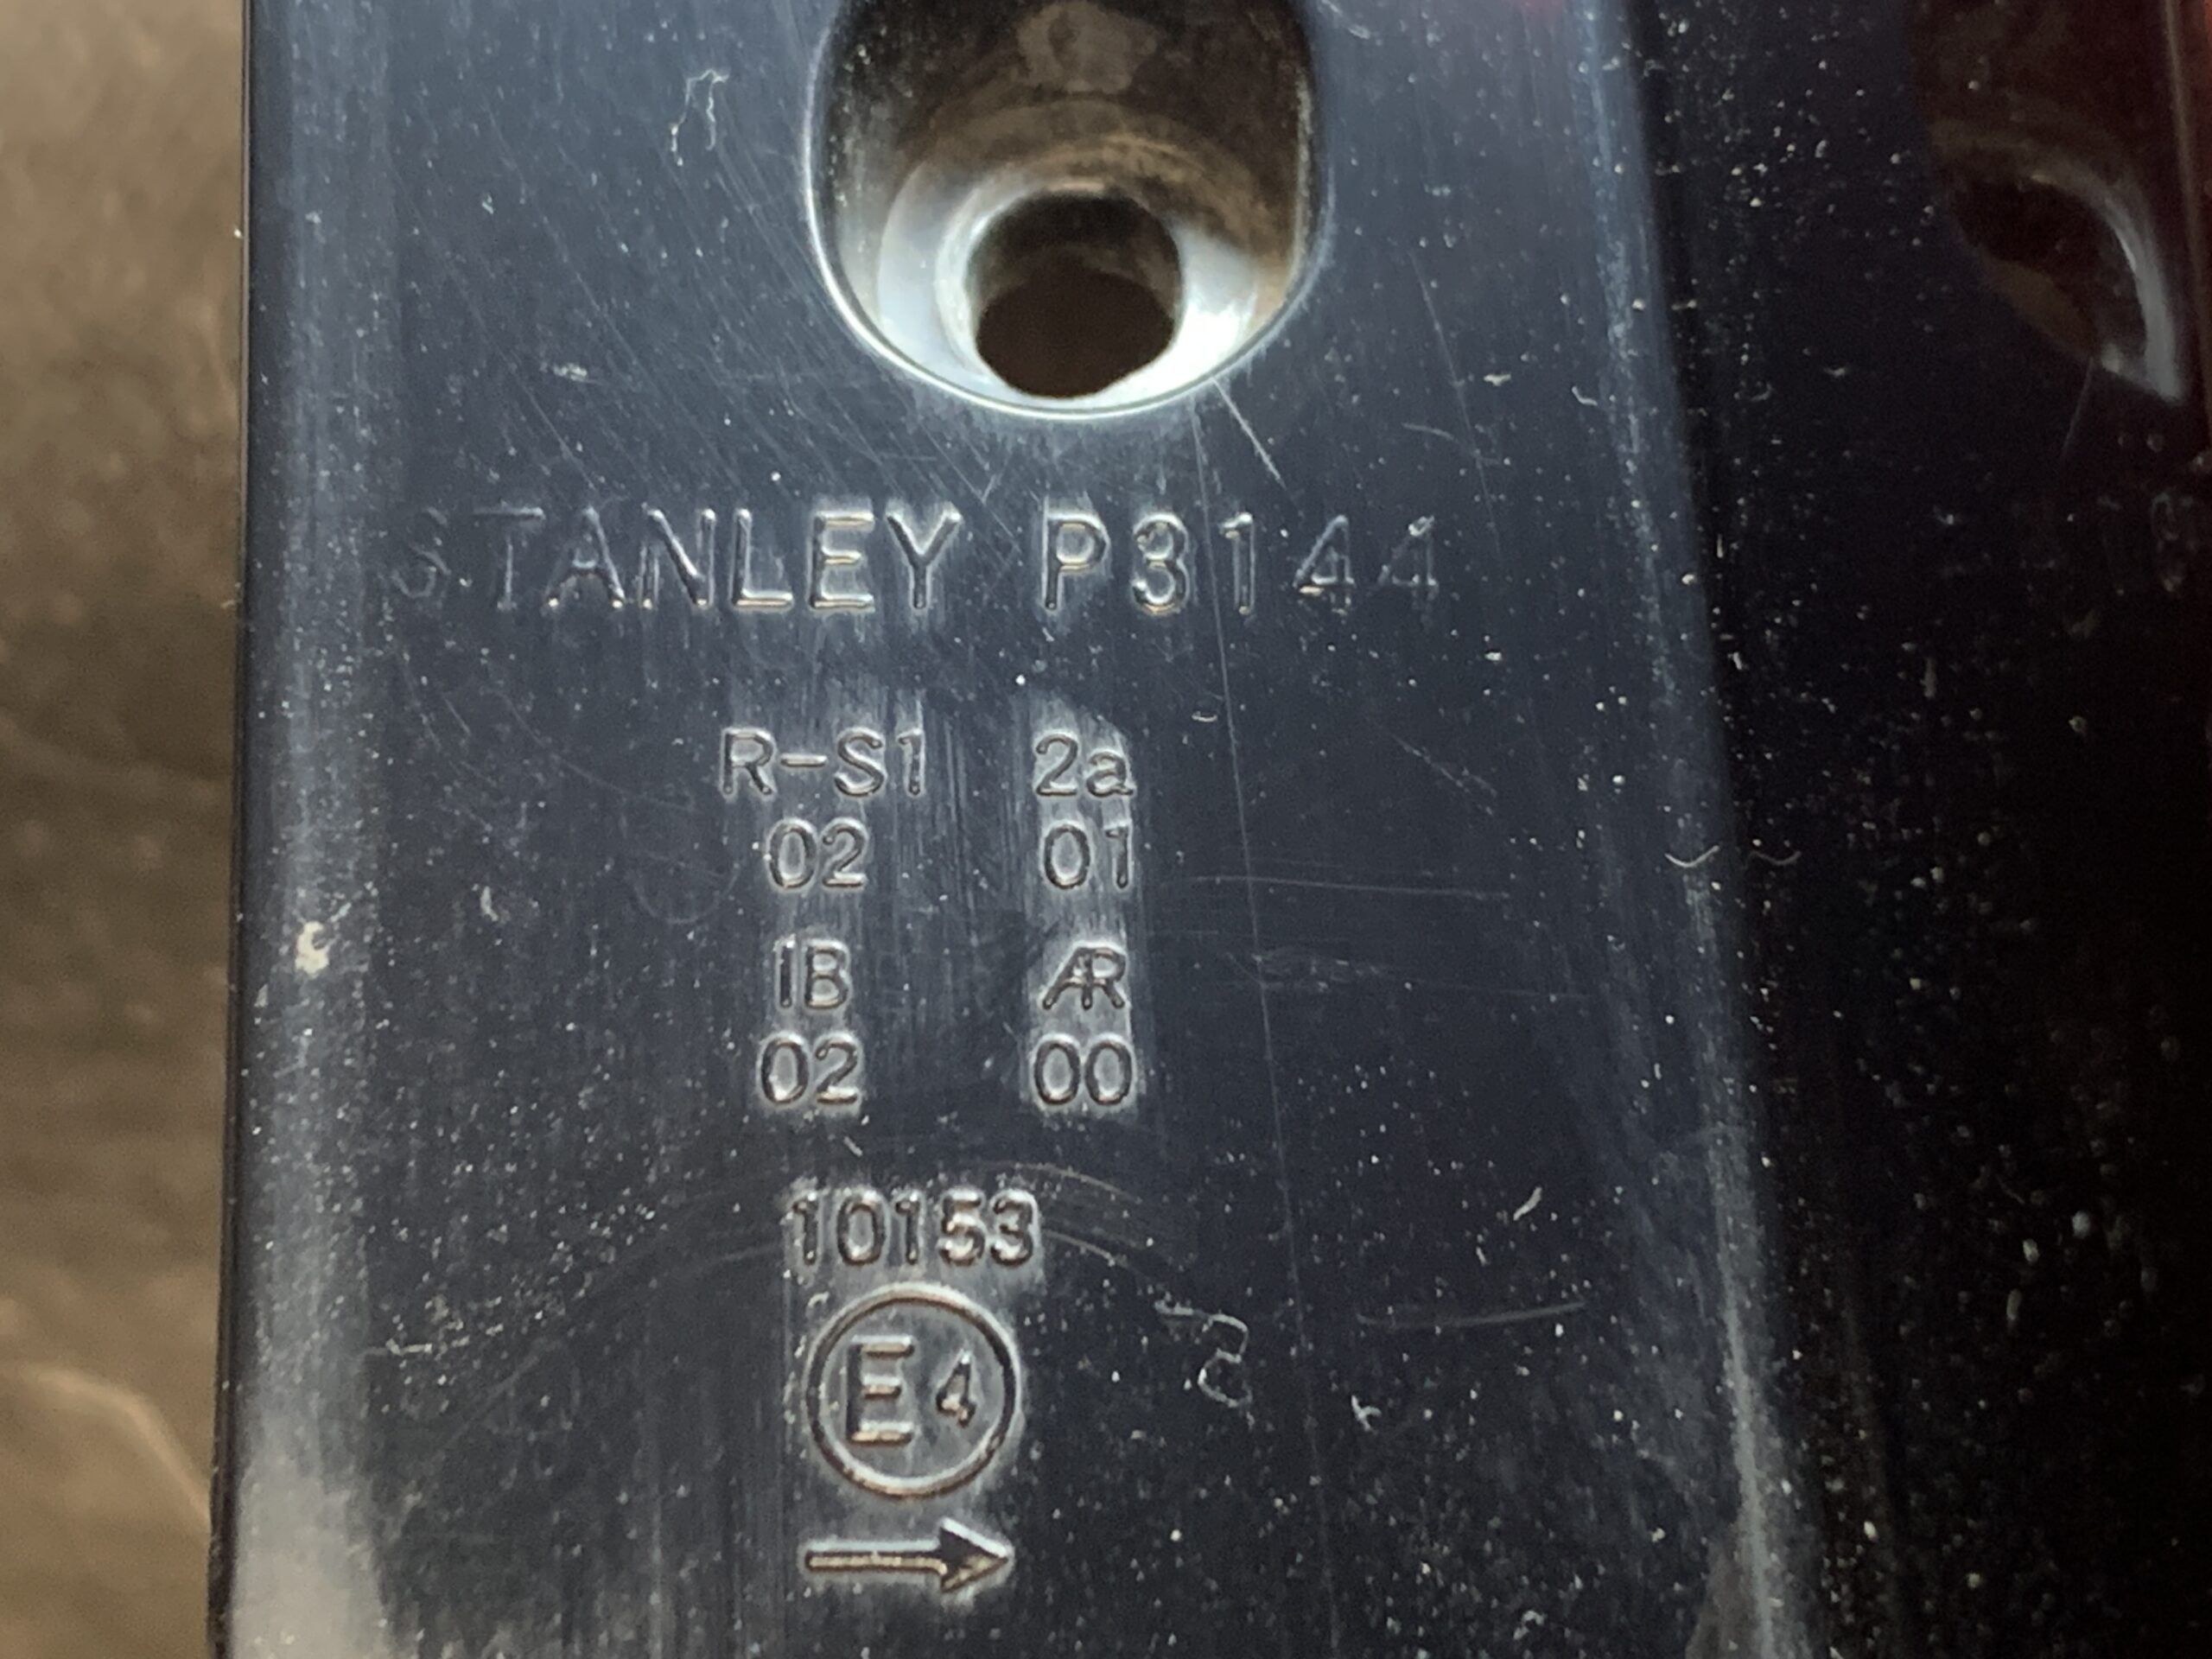 STANLEY P3144
R-S1 2a
02 01
IB AR
02 00
10153
E4
→